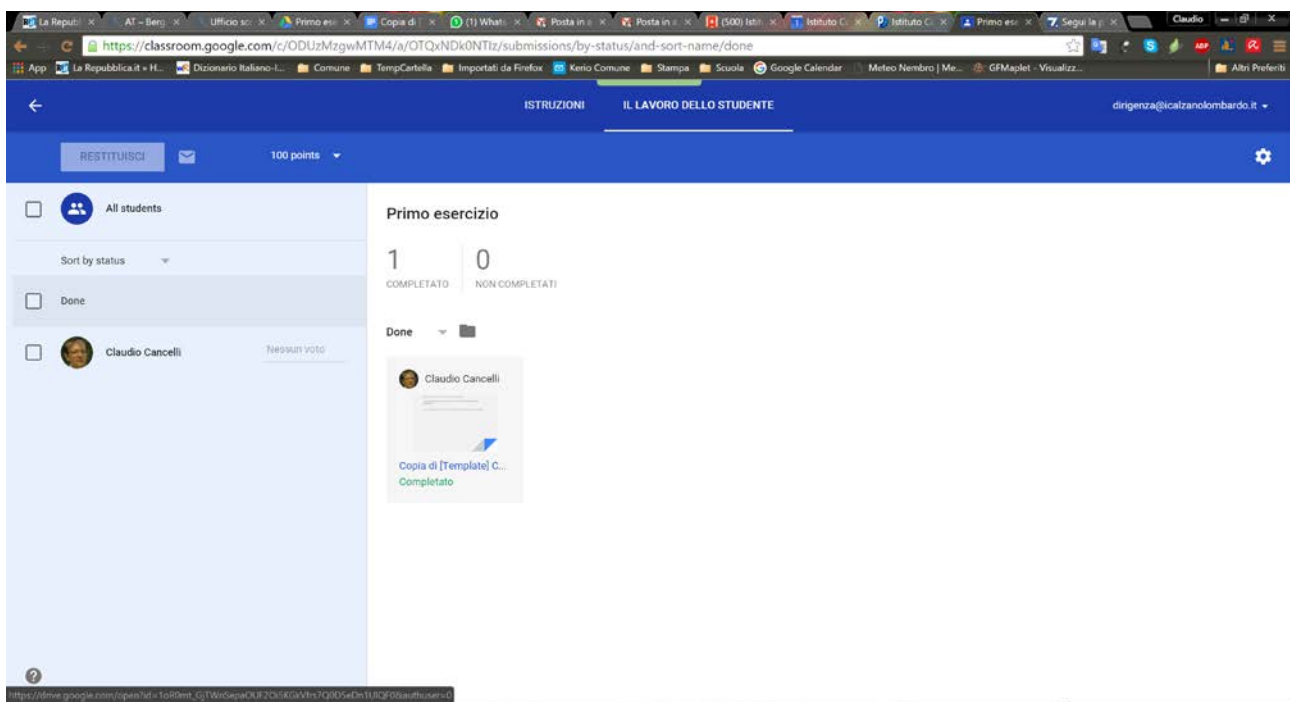 La Repubbl
AT - Berg
Ufficio sco
Primo ese
Copia di [
(1) Whats
Posta in a
Posta in a
(500) Istit
Istituto C
Istituto C
Primo ese
Segui la p
Claudio
https://classroom.google.com/c/ODUzMzgwMTM4/a/OTQxNDk0NTIz/submissions/by-status/and-sort-name/done
App La Repubblica.it » H... Dizionario Italiano-I... Comune TempCartella Importati da Firefox Kerio Comune Stampa Scuola Google Calendar Meteo Nembro | Me... GFMaplet - Visualizz... Altri Preferiti
ISTRUZIONI IL LAVORO DELLO STUDENTE dirigenza@icalzanolombardo.it
RESTITUISCI 100 points
All students
Sort by status
Done
Claudio Cancelli Nessun voto
Primo esercizio
1 0
COMPLETATO NON COMPLETATI
Done
Claudio Cancelli
Copia di [Template] C...
Completato